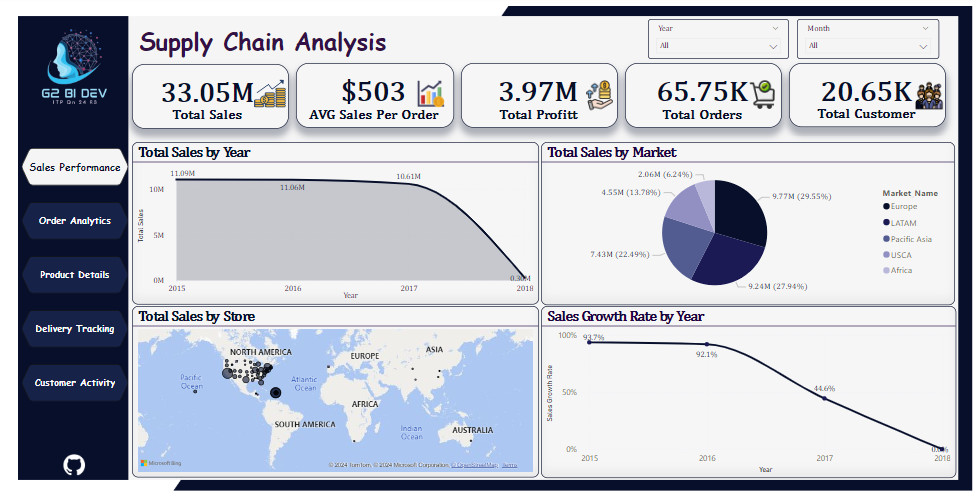 G2 BI DEV
ITP Qn 24 R3
Supply Chain Analysis
Year
All
Month
All
33.05M
Total Sales
$503
AVG Sales Per Order
3.97M
Total Profitt
65.75K
Total Orders
20.65K
Total Customer
Sales Performance
Order Analytics
Product Details
Delivery Tracking
Customer Activity
Total Sales by Year
11.09M
11.06M
10.61M
10M
5M
0M
Total Sales
2015
2016
2017
2018
Year
Total Sales by Market
2.06M (6.24%)
4.55M (13.78%)
7.43M (22.49%)
9.77M (29.55%)
9.24M (27.94%)
Market_Name
Europe
LATAM
Pacific Asia
USCA
Africa
Total Sales by Store
NORTH AMERICA
EUROPE
ASIA
Pacific
Ocean
Atlantic
Ocean
AFRICA
SOUTH AMERICA
Indian
Ocean
AUSTRALIA
Microsoft Bing
© 2024 TomTom, © 2024 Microsoft Corporation, © OpenStreetMap Terms
Sales Growth Rate by Year
100%
50%
0%
Sales Growth Rate
93.7%
92.1%
44.6%
2015
2016
2017
2018
Year